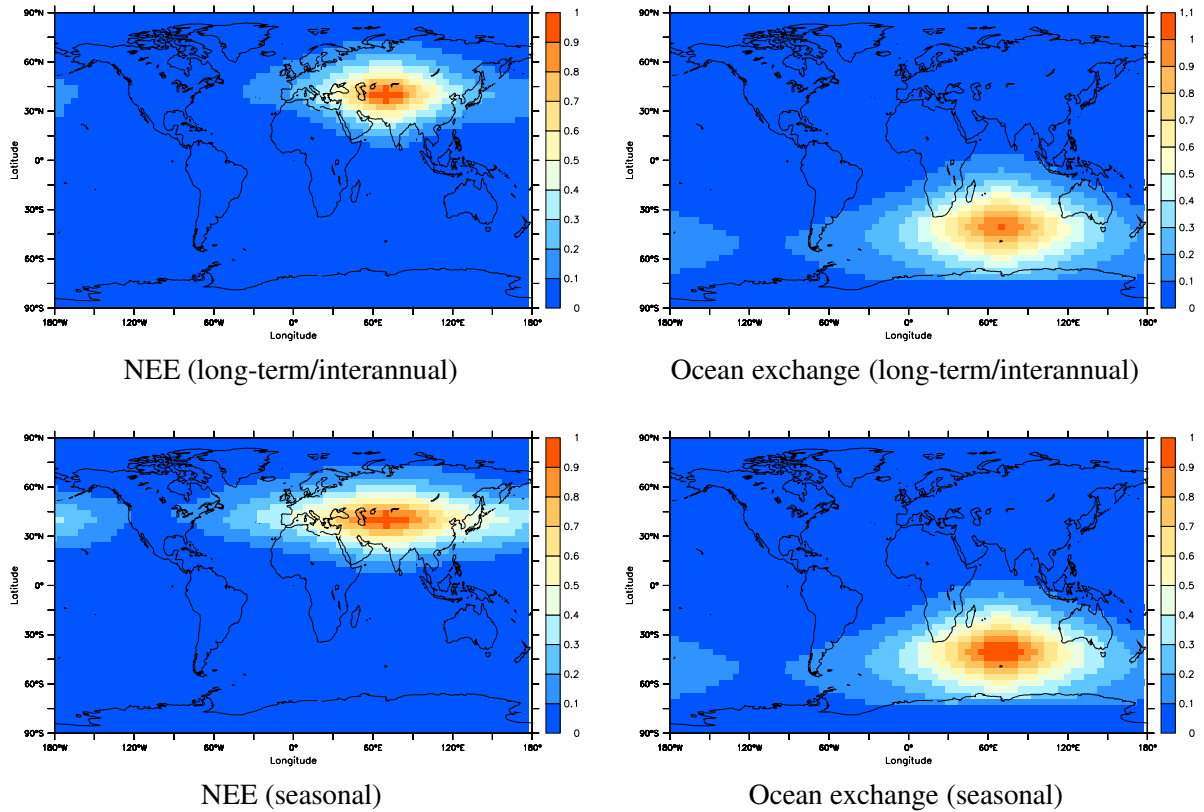 90°N
60°N
30°N
0°
30°S
60°S
90°S
Latitude
180°W 120°W 60°W 0° 60°E 120°E 180°
Longitude
1
0.9
0.8
0.7
0.6
0.5
0.4
0.3
0.2
0.1
0
NEE (long-term/interannual)
90°N
60°N
30°N
0°
30°S
60°S
90°S
Latitude
180°W 120°W 60°W 0° 60°E 120°E 180°
Longitude
1.1
1
0.9
0.8
0.7
0.6
0.5
0.4
0.3
0.2
0.1
0
Ocean exchange (long-term/interannual)
90°N
60°N
30°N
0°
30°S
60°S
90°S
Latitude
180°W 120°W 60°W 0° 60°E 120°E 180°
Longitude
1
0.9
0.8
0.7
0.6
0.5
0.4
0.3
0.2
0.1
0
NEE (seasonal)
90°N
60°N
30°N
0°
30°S
60°S
90°S
Latitude
180°W 120°W 60°W 0° 60°E 120°E 180°
Longitude
1
0.9
0.8
0.7
0.6
0.5
0.4
0.3
0.2
0.1
0
Ocean exchange (seasonal)